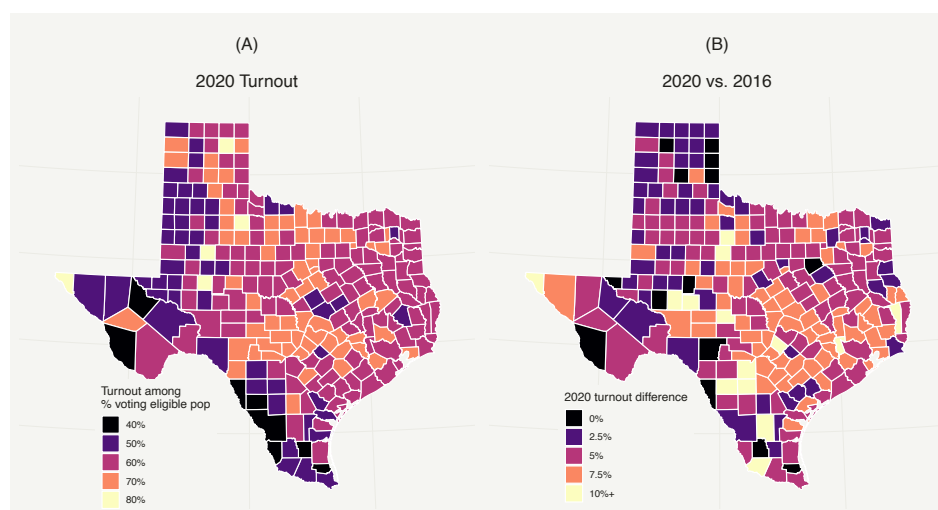 (A)
2020 Turnout
Turnout among
% voting eligible pop
40%
50%
60%
70%
80%
(B)
2020 vs. 2016
2020 turnout difference
0%
2.5%
5%
7.5%
10%+